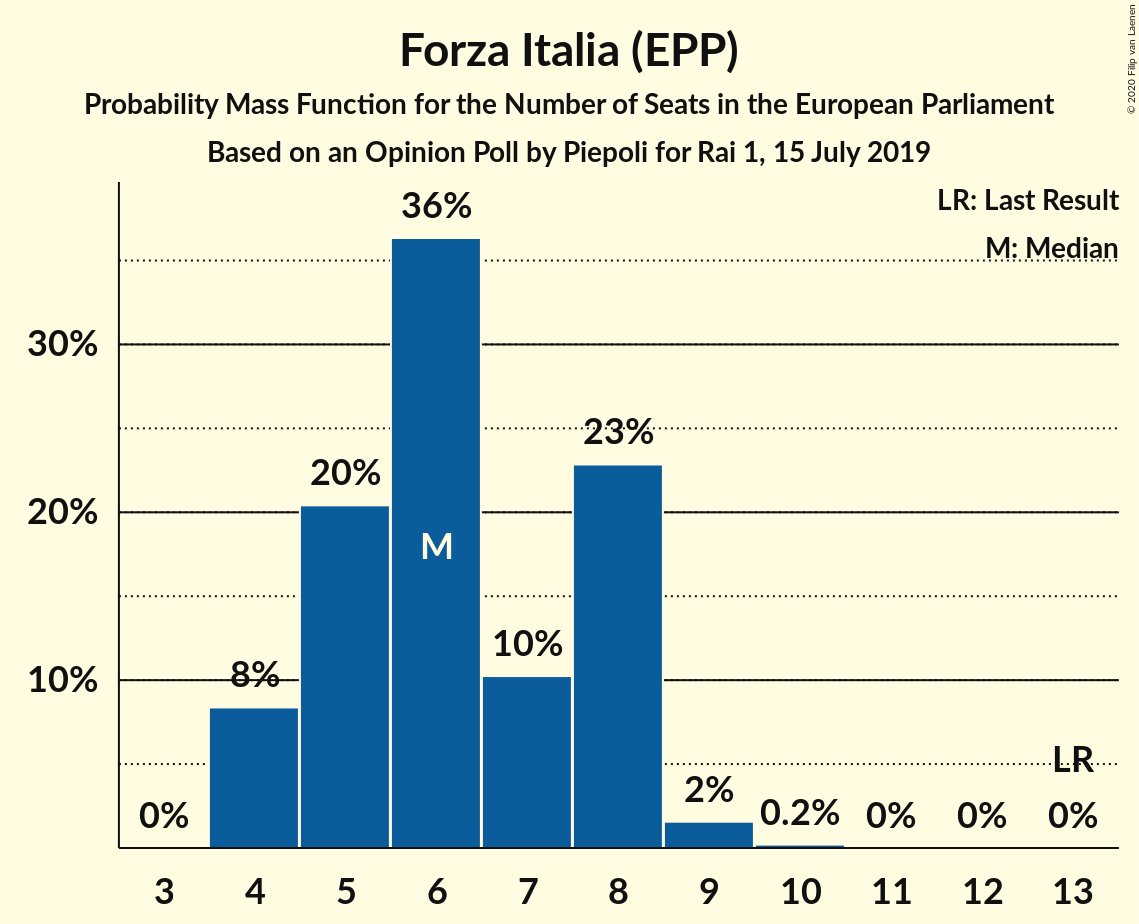 Forza Italia (EPP)
Probability Mass Function for the Number of Seats in the European Parliament
Based on an Opinion Poll by Piepoli for Rai 1, 15 July 2019
© 2020 Filip van Laenen
LR: Last Result
M: Median
36%
30%
23%
20%
20%
M
10%
8%
10%
LR
2%
0%
0.2%
0%
0%
0%
3 4 5 6 7 8 9 10 11 12 13